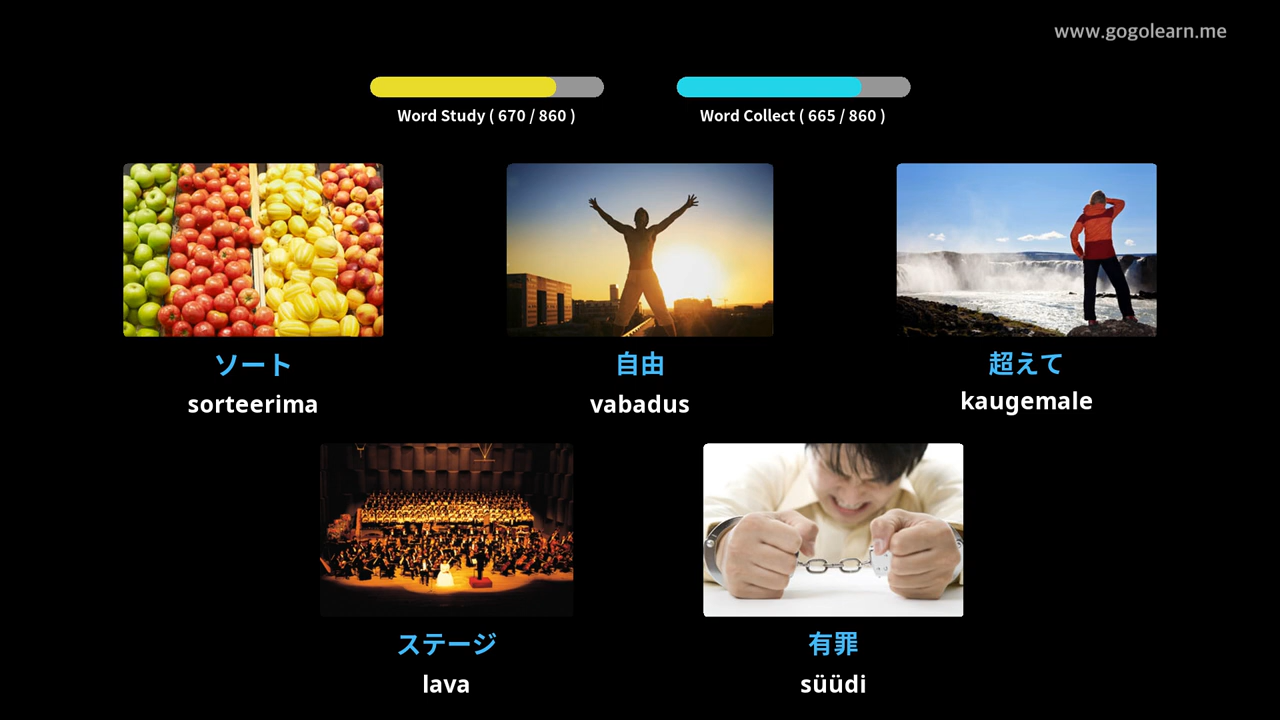 www.gogolearn.me
Word Study ( 670 / 860 )
Word Collect ( 665 / 860 )
ソート
自由
超えて
sorteerima
vabadus
kaugemale
ステージ
有罪
lava
süüdi